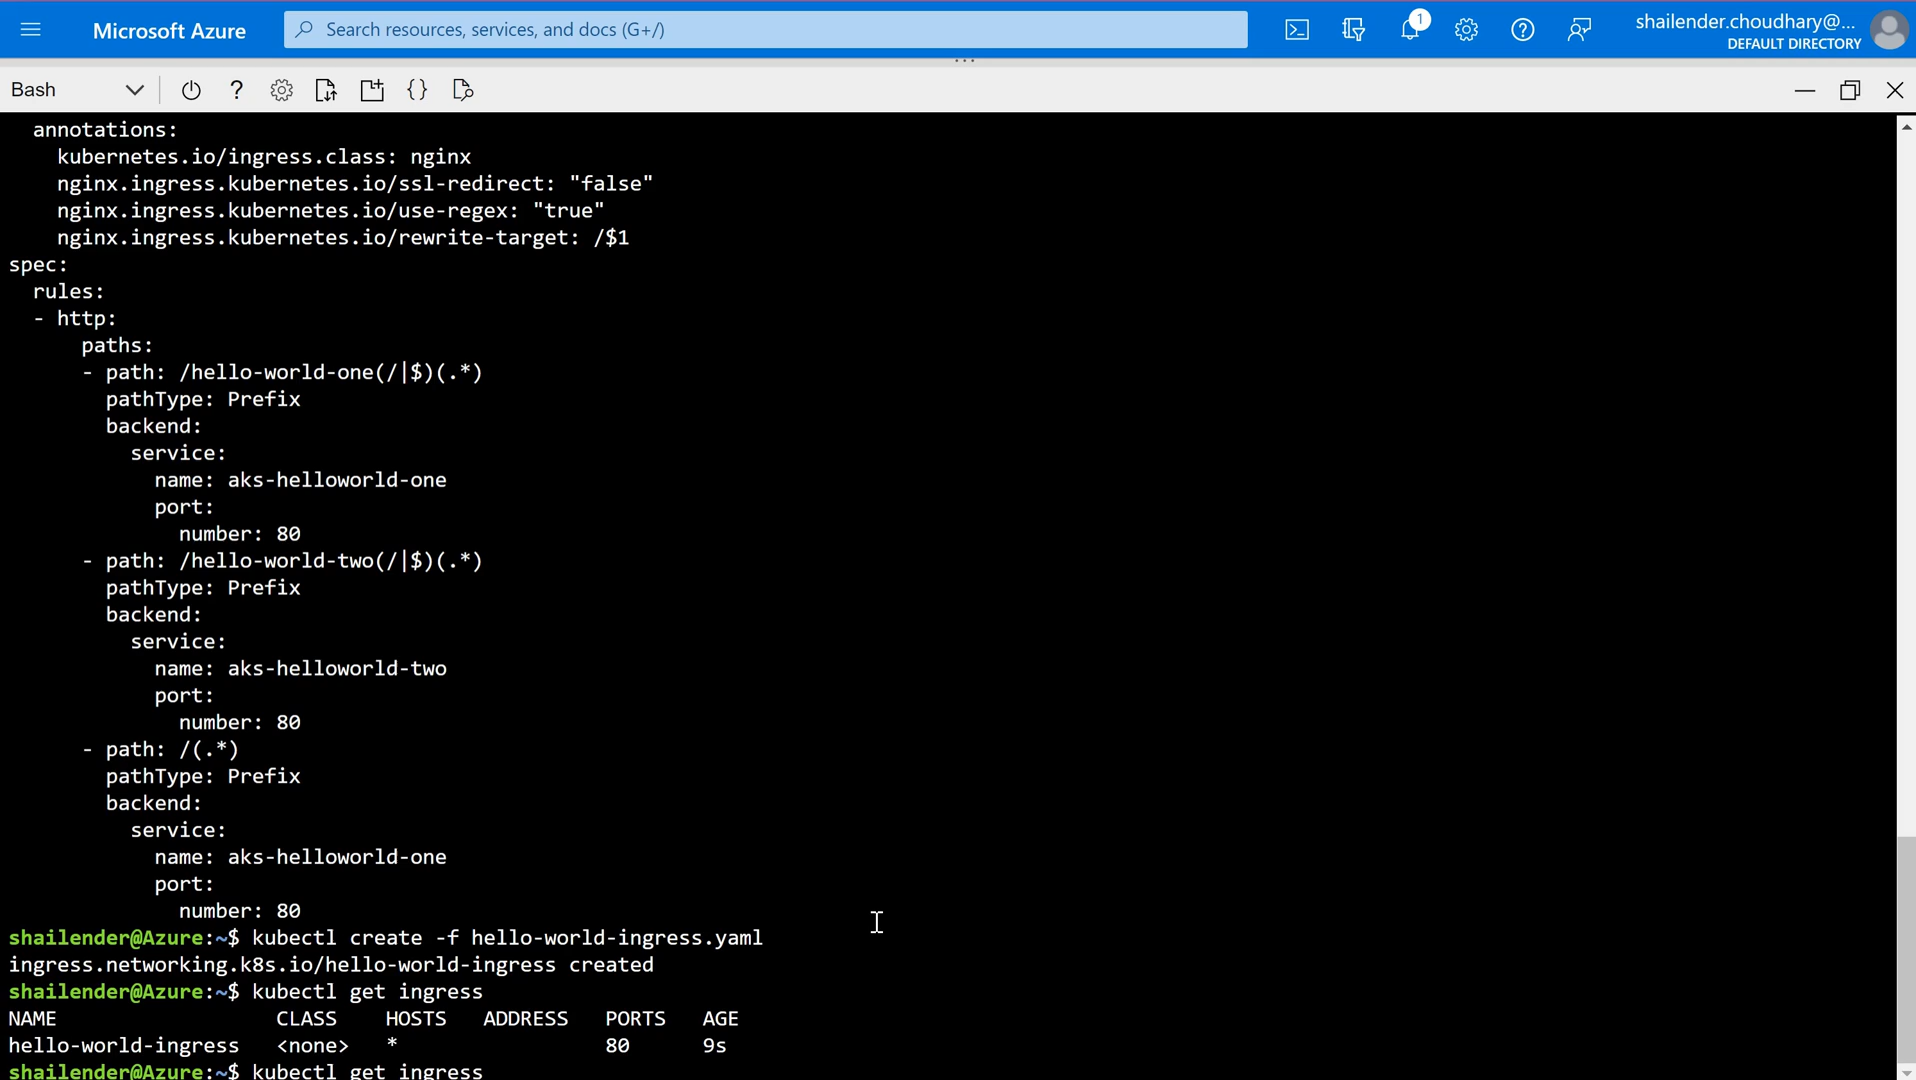 Microsoft Azure
Search resources, services, and docs (G+/)
1
shailender.choudhary@...
DEFAULT DIRECTORY
Bash
  annotations:
    kubernetes.io/ingress.class: nginx
    nginx.ingress.kubernetes.io/ssl-redirect: "false"
    nginx.ingress.kubernetes.io/use-regex: "true"
    nginx.ingress.kubernetes.io/rewrite-target: /$1
spec:
  rules:
  - http:
      paths:
      - path: /hello-world-one(/|$)(.*)
        pathType: Prefix
        backend:
          service:
            name: aks-helloworld-one
            port:
              number: 80
      - path: /hello-world-two(/|$)(.*)
        pathType: Prefix
        backend:
          service:
            name: aks-helloworld-two
            port:
              number: 80
      - path: /(.*)
        pathType: Prefix
        backend:
          service:
            name: aks-helloworld-one
            port:
              number: 80
shailender@Azure:~$ kubectl create -f hello-world-ingress.yaml
ingress.networking.k8s.io/hello-world-ingress created
shailender@Azure:~$ kubectl get ingress
NAME                  CLASS    HOSTS   ADDRESS   PORTS   AGE
hello-world-ingress   <none>   *                 80      9s
shailender@Azure:~$ kubectl get ingress